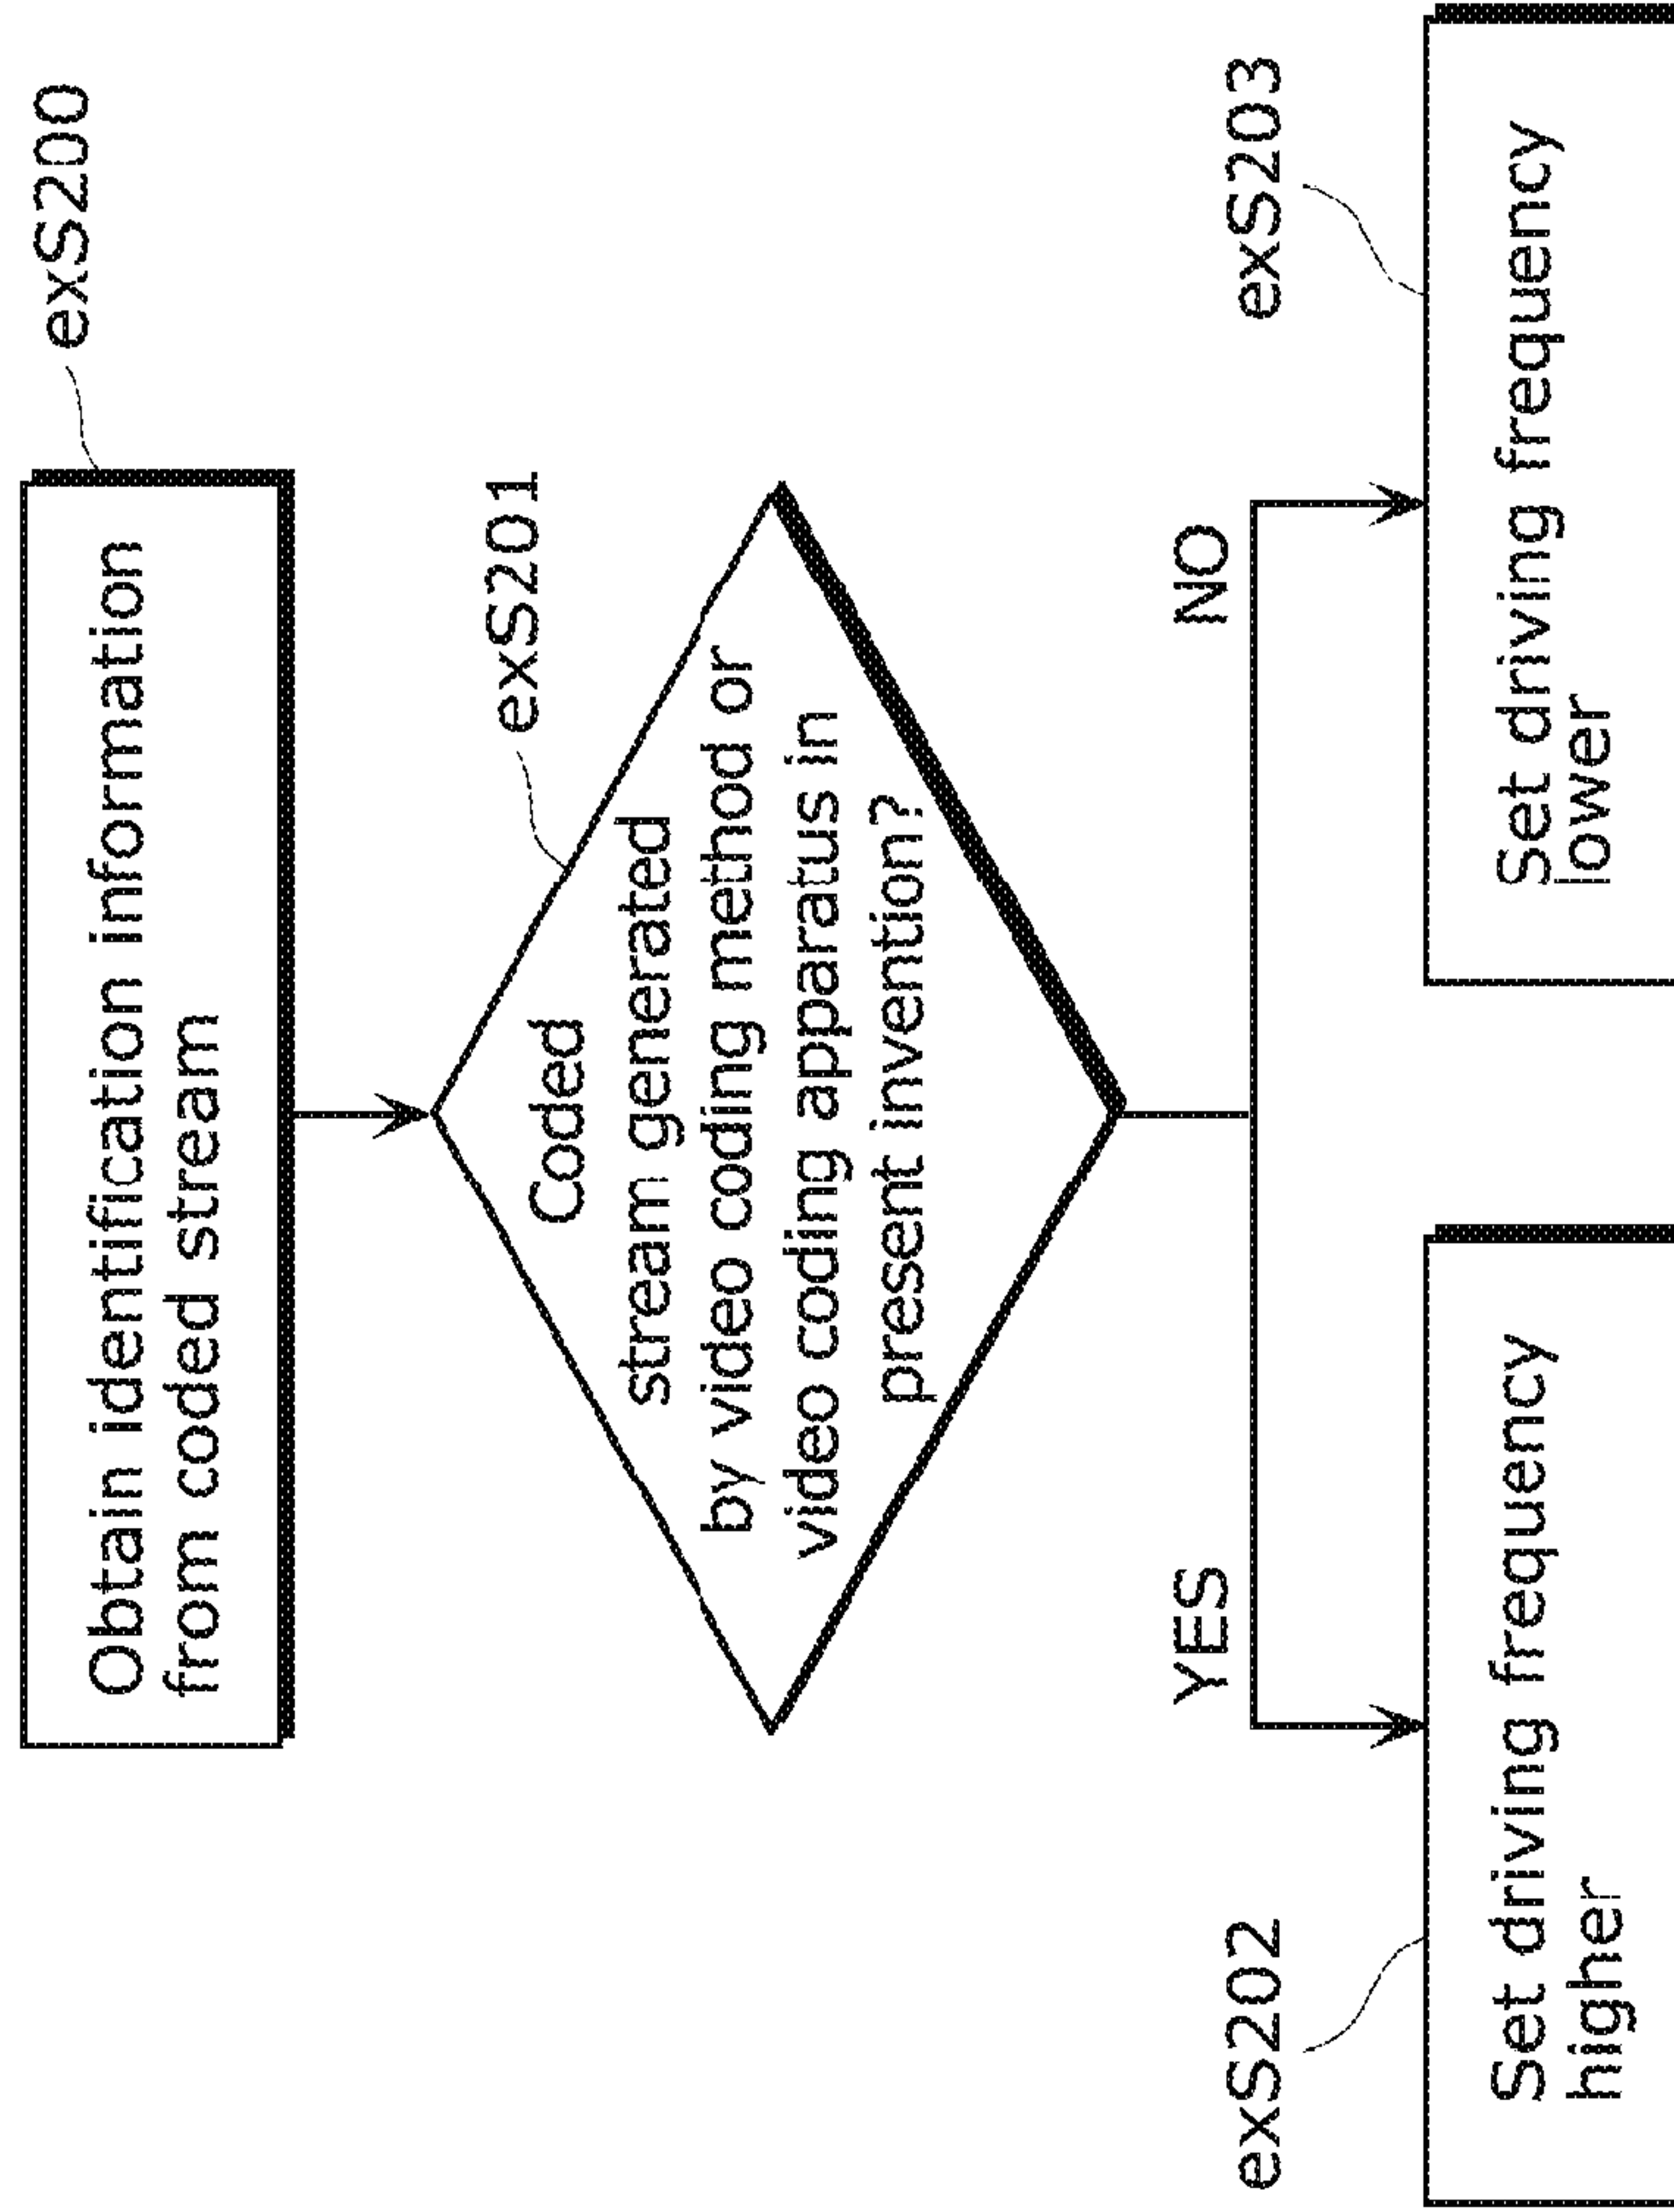 exS200
Obtain identification information
from coded stream
exS201
Coded
stream generated
by video coding method or
video coding apparatus in
present invention?
YES
NO
exS202
exS203
Set driving frequency
higher
Set driving frequency
lower